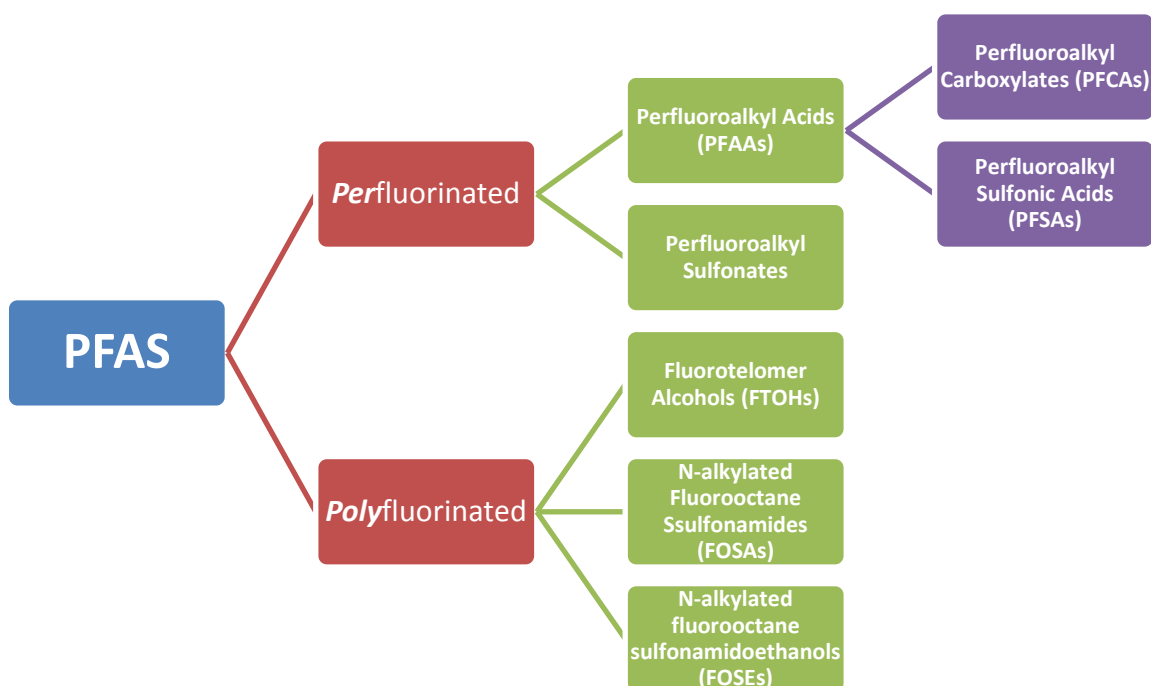 PFAS
Perfluorinated
Polyfluorinated
Perfluoroalkyl Acids
(PFAAs)
Perfluoroalkyl
Sulfonates
Fluorotelomer
Alcohols (FTOHs)
N-alkylated
Fluorooctane
Ssulfonamides
(FOSAs)
N-alkylated
fluorooctane
sulfonamidoethanols
(FOSEs)
Perfluoroalkyl
Carboxylates (PFCAs)
Perfluoroalkyl
Sulfonic Acids
(PFSAs)